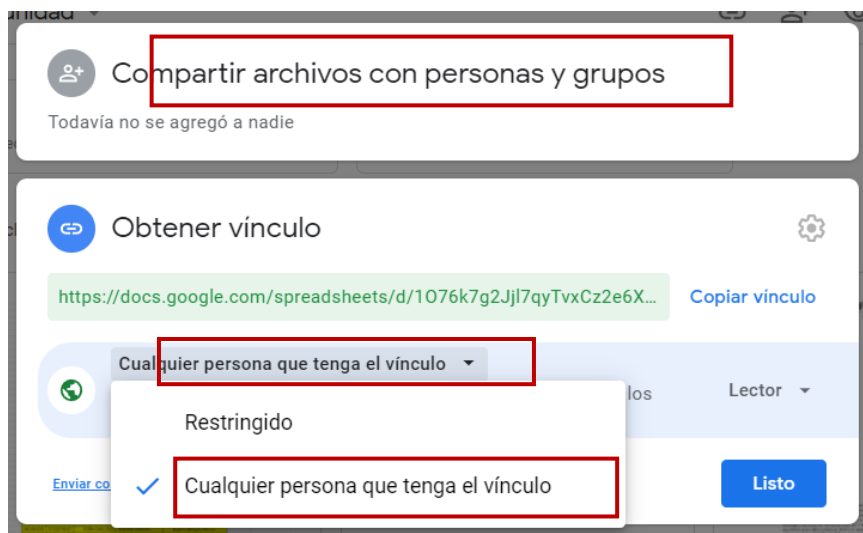 Compartir archivos con personas y grupos
Todavía no se agregó a nadie
Obtener vínculo
https://docs.google.com/spreadsheets/d/1O76k7g2Jjl7qyTvxCz2e6X... Copiar vínculo
Cualquier persona que tenga el vínculo
Lector
Restringido
Enviar
Cualquier persona que tenga el vínculo
Listo